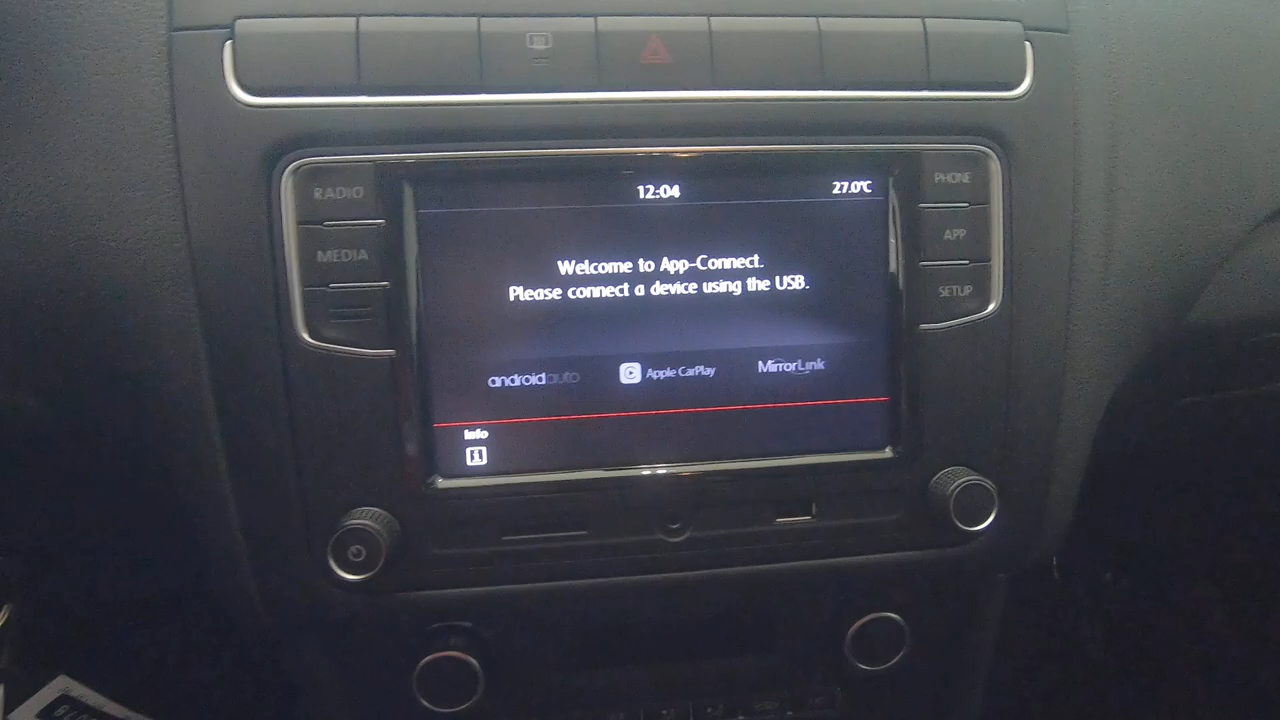 RADIO
MEDIA
12:04
27.0℃
PHONE
APP
SETUP
Welcome to App-Connect.
Please connect a device using the USB.
androidauto
Apple CarPlay
MirrorLink
Info